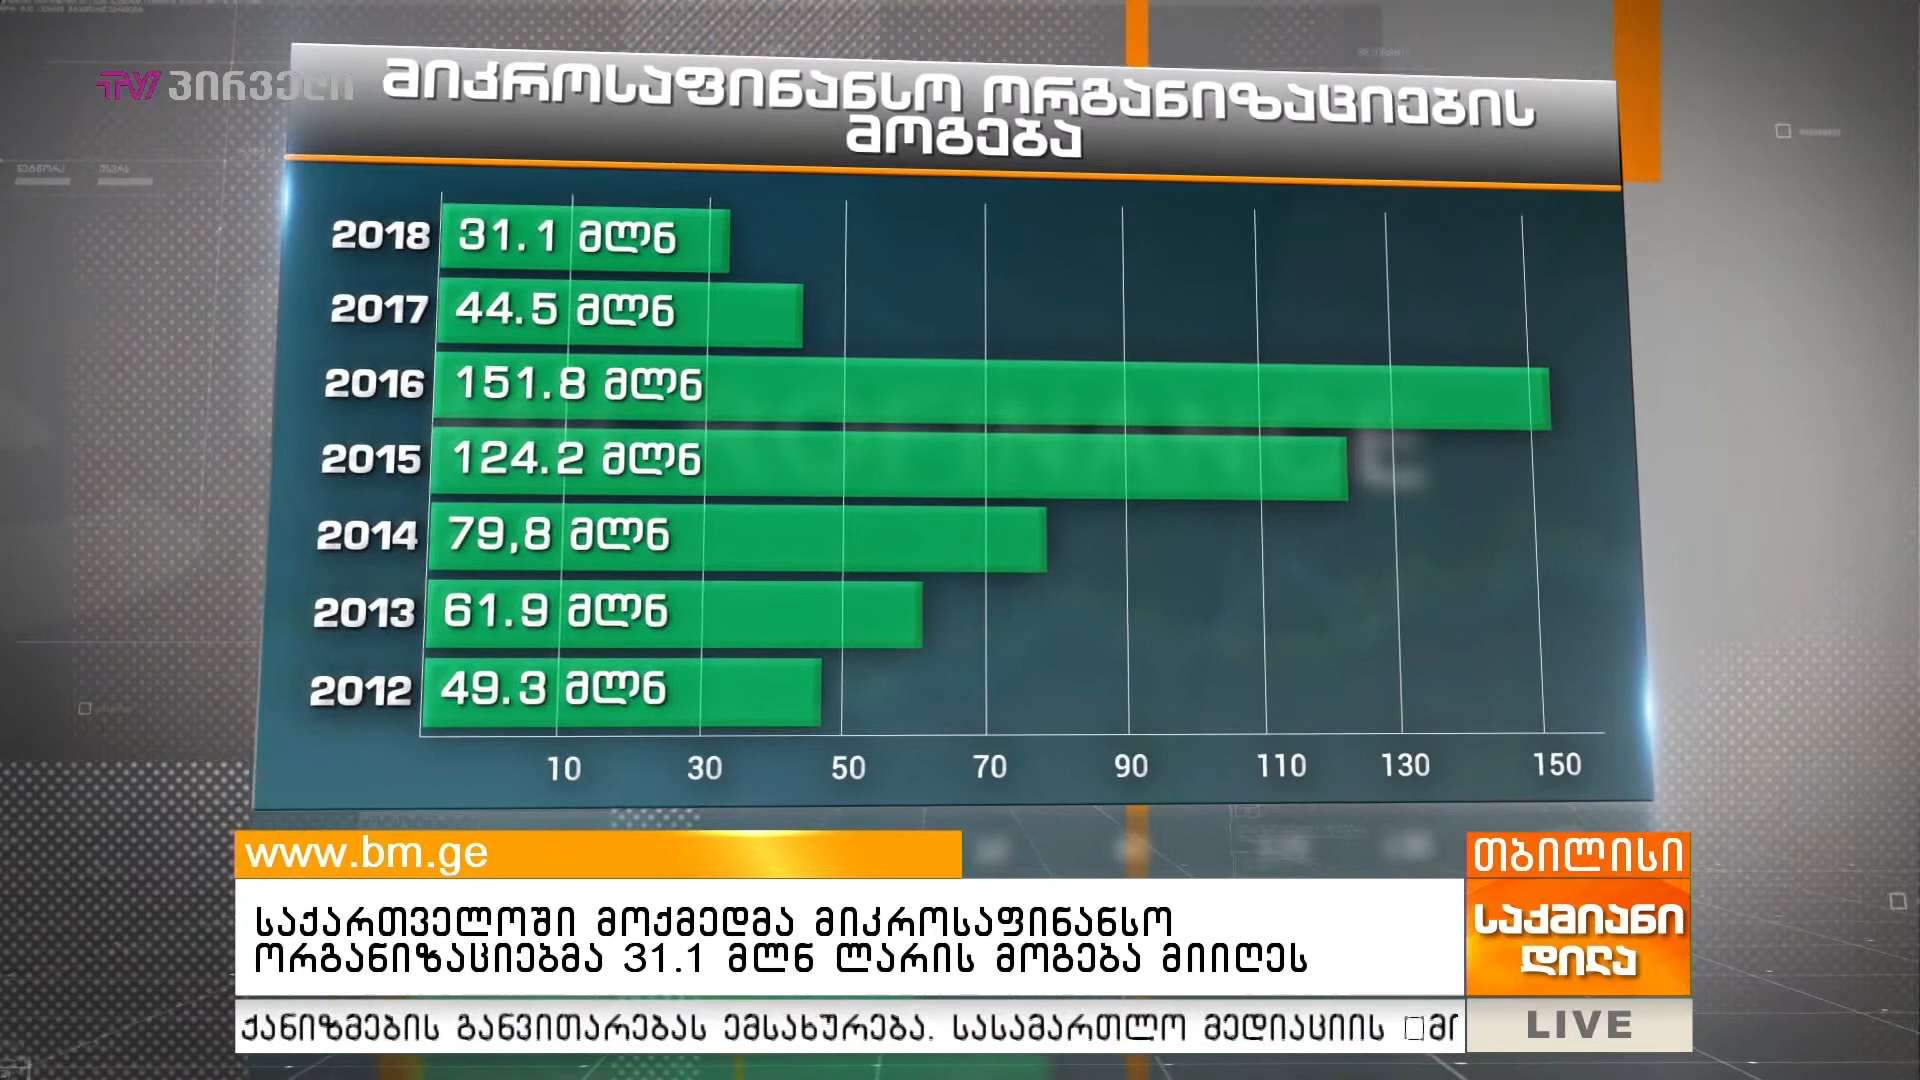 TV პირველი
მიკროსაფინანსო ორგანიზაციების
მოგება
2018 31.1 მლნ
2017 44.5 მლნ
2016 151.8 მლნ
2015 124.2 მლნ
2014 79,8 მლნ
2013 61.9 მლნ
2012 49.3 მლნ
10 30 50 70 90 110 130 150
www.bm.ge
თბილისი
საქართველოში მოქმედმა მიკროსაფინანსო
ორგანიზაციებმა 31.1 მლნ ლარის მოგება მიიღეს
საქმიანი
დილა
ქანიზმების განვითარებას ემსახურება. სასამართლო მედიაციის □მი
LIVE